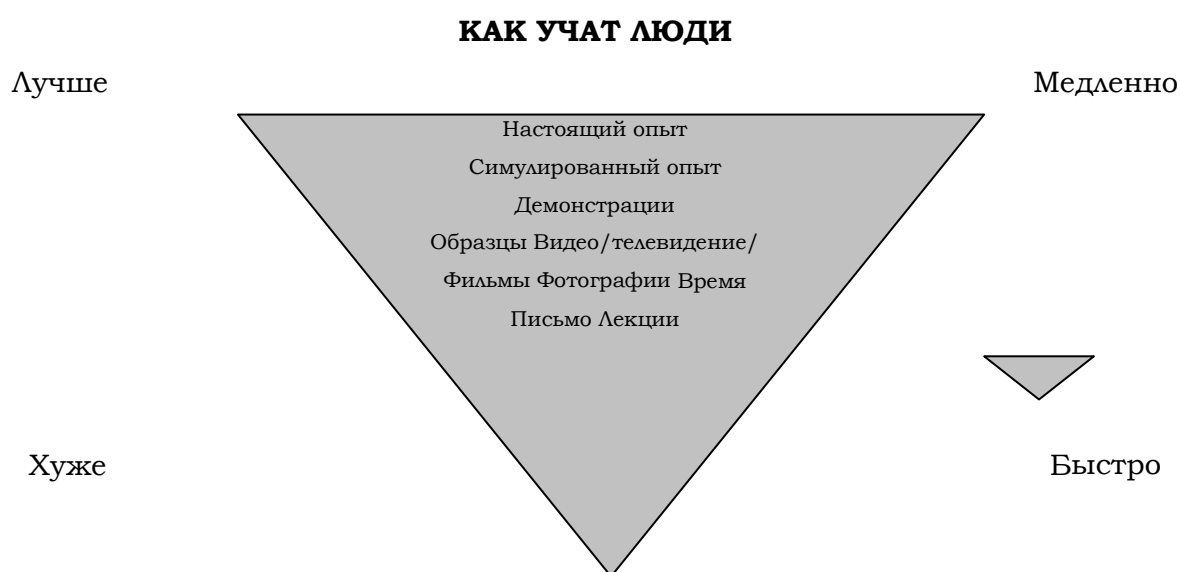 КАК УЧАТ ЛЮДИ
Лучше
Медленно
Настоящий опыт
Симулированный опыт
Демонстрации
Образцы Видео/телевидение/
Фильмы Фотографии Время
Письмо Лекции
Хуже
Быстро